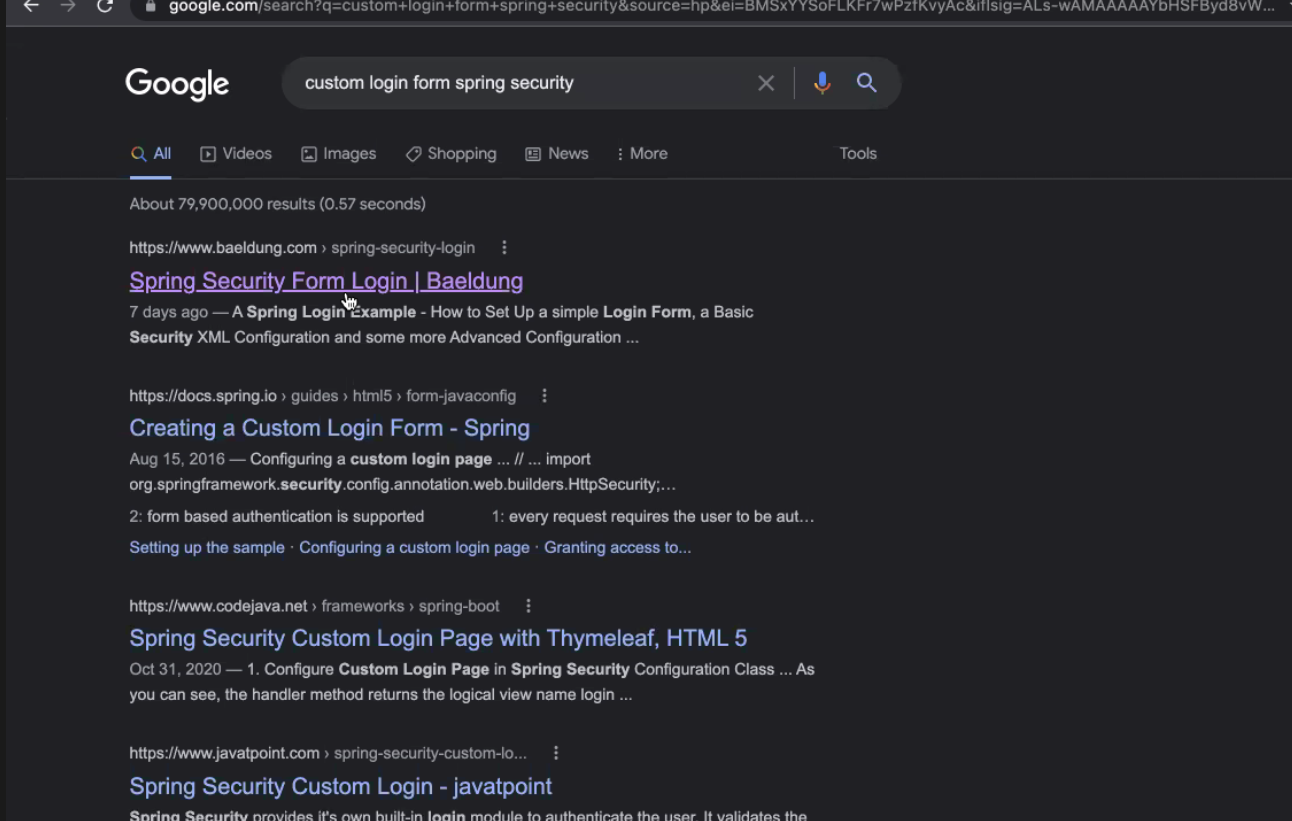 google.com/search?q=custom+login+form+spring+security&source=hp&ei=BMSxYYSoFLKFr7wPzfKvyAc&iflsig=ALs-wAMAAAAAYbHSFByd8vW...
Google
custom login form spring security
All Videos Images Shopping News More Tools
About 79,900,000 results (0.57 seconds)
https://www.baeldung.com › spring-security-login
Spring Security Form Login | Baeldung
7 days ago — A Spring Login Example - How to Set Up a simple Login Form, a Basic
Security XML Configuration and some more Advanced Configuration ...
https://docs.spring.io › guides › html5 › form-javaconfig
Creating a Custom Login Form - Spring
Aug 15, 2016 — Configuring a custom login page ... // ... import
org.springframework.security.config.annotation.web.builders.HttpSecurity;...
2: form based authentication is supported 1: every request requires the user to be aut...
Setting up the sample · Configuring a custom login page · Granting access to...
https://www.codejava.net › frameworks › spring-boot
Spring Security Custom Login Page with Thymeleaf, HTML 5
Oct 31, 2020 — 1. Configure Custom Login Page in Spring Security Configuration Class ... As
you can see, the handler method returns the logical view name login ...
https://www.javatpoint.com › spring-security-custom-lo...
Spring Security Custom Login - javatpoint
Spring Security provides it's own built-in login module to authenticate the user. It validates the